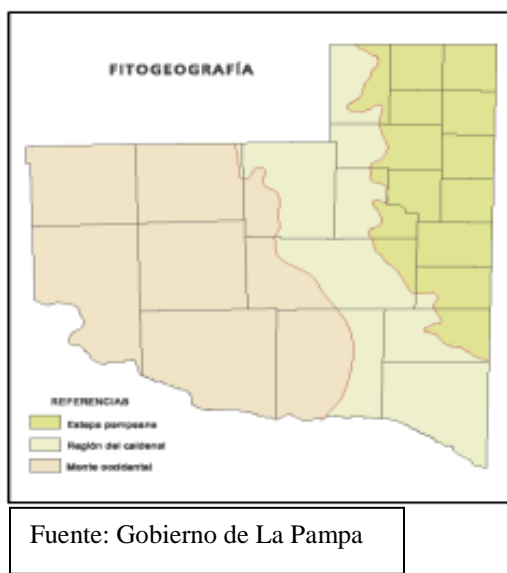 FITOGEOGRAFÍA
REFERENCIAS
Estepa pampeana
Región del caldenal
Monte occidental
Fuente: Gobierno de La Pampa